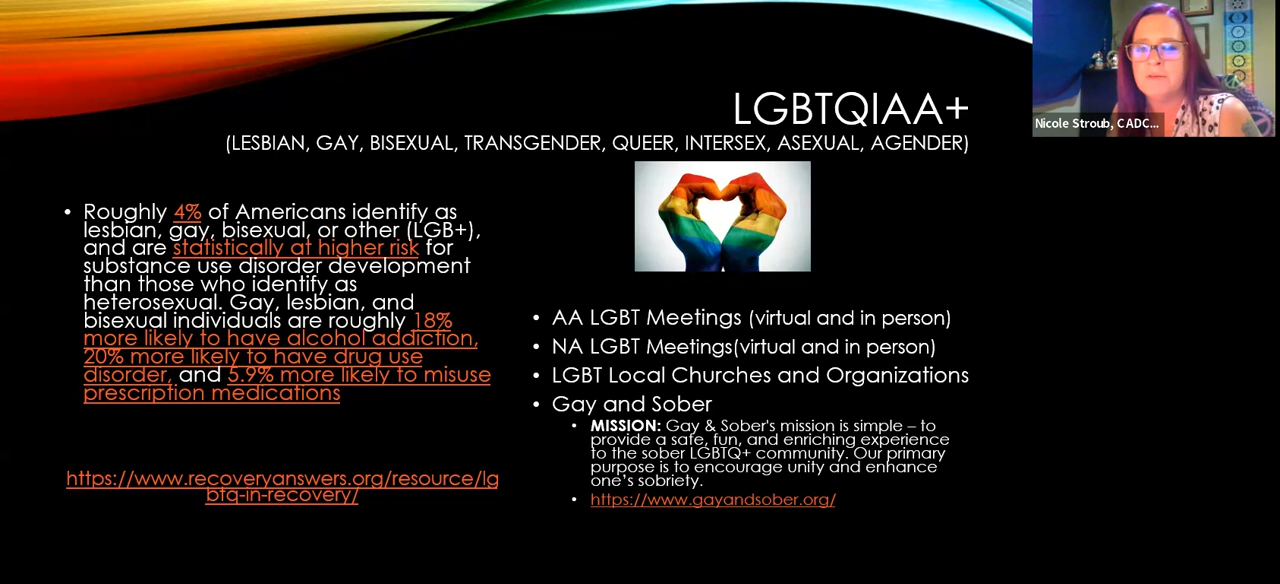 LGBTQIAA+
(LESBIAN, GAY, BISEXUAL, TRANSGENDER, QUEER, INTERSEX, ASEXUAL, AGENDER)
Nicole Stroub, CADC...
• Roughly 4% of Americans identify as
lesbian, gay, bisexual, or other (LGB+),
and are statistically at higher risk for
substance use disorder development
than those who identify as
heterosexual. Gay, lesbian, and
bisexual individuals are roughly 18%
more likely to have alcohol addiction,
20% more likely to have drug use
disorder, and 5.9% more likely to misuse
prescription medications
https://www.recoveryanswers.org/resource/lg
btq-in-recovery/
• AA LGBT Meetings (virtual and in person)
• NA LGBT Meetings(virtual and in person)
• LGBT Local Churches and Organizations
• Gay and Sober
• MISSION: Gay & Sober's mission is simple – to
provide a safe, fun, and enriching experience
to the sober LGBTQ+ community. Our primary
purpose is to encourage unity and enhance
one's sobriety.
• https://www.gayandsober.org/